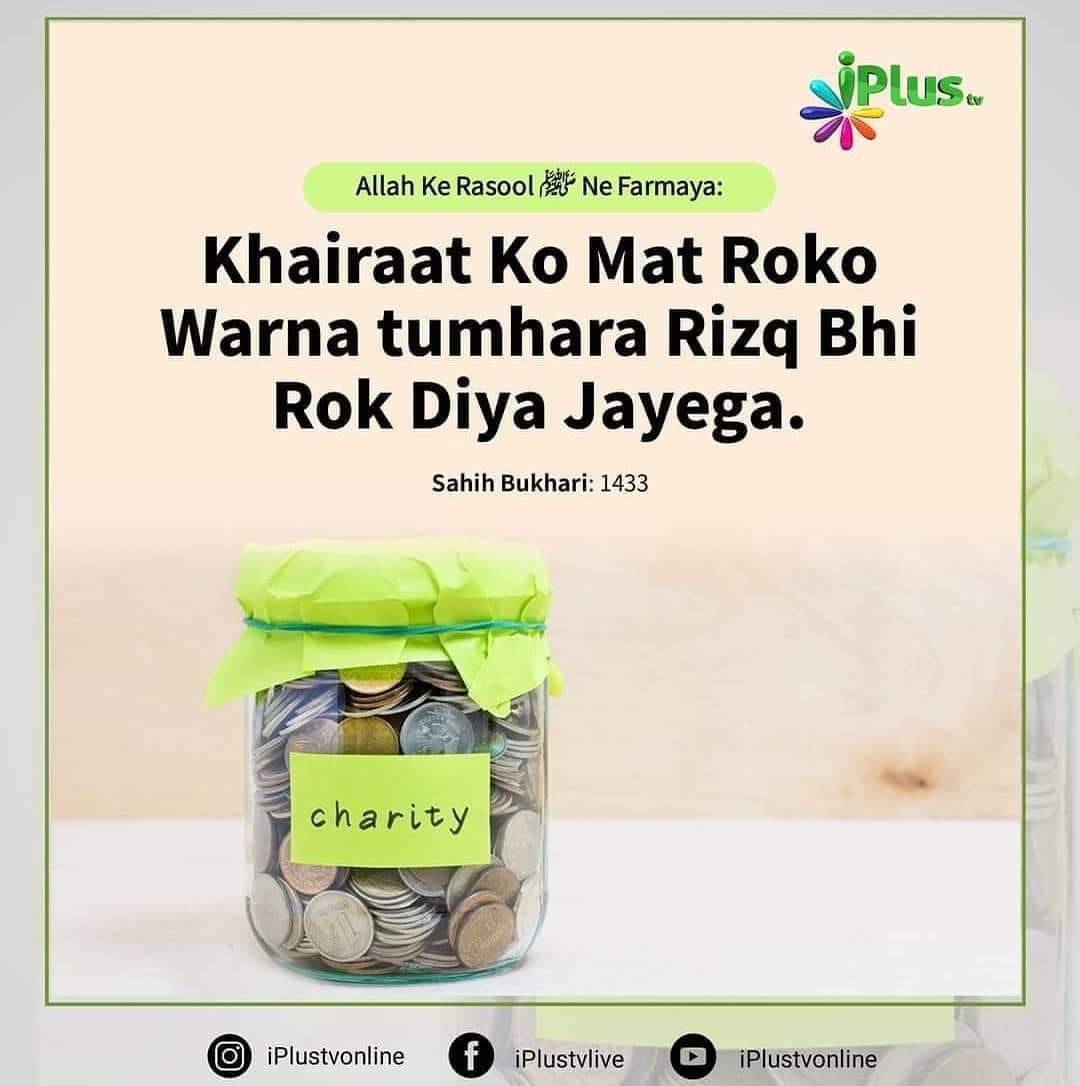 iPlus tv
Allah Ke Rasool ﷺ Ne Farmaya:
Khairaat Ko Mat Roko
Warna tumhara Rizq Bhi
Rok Diya Jayega.
Sahih Bukhari: 1433
charity
iPlustvonline iPlustvlive iPlustvonline